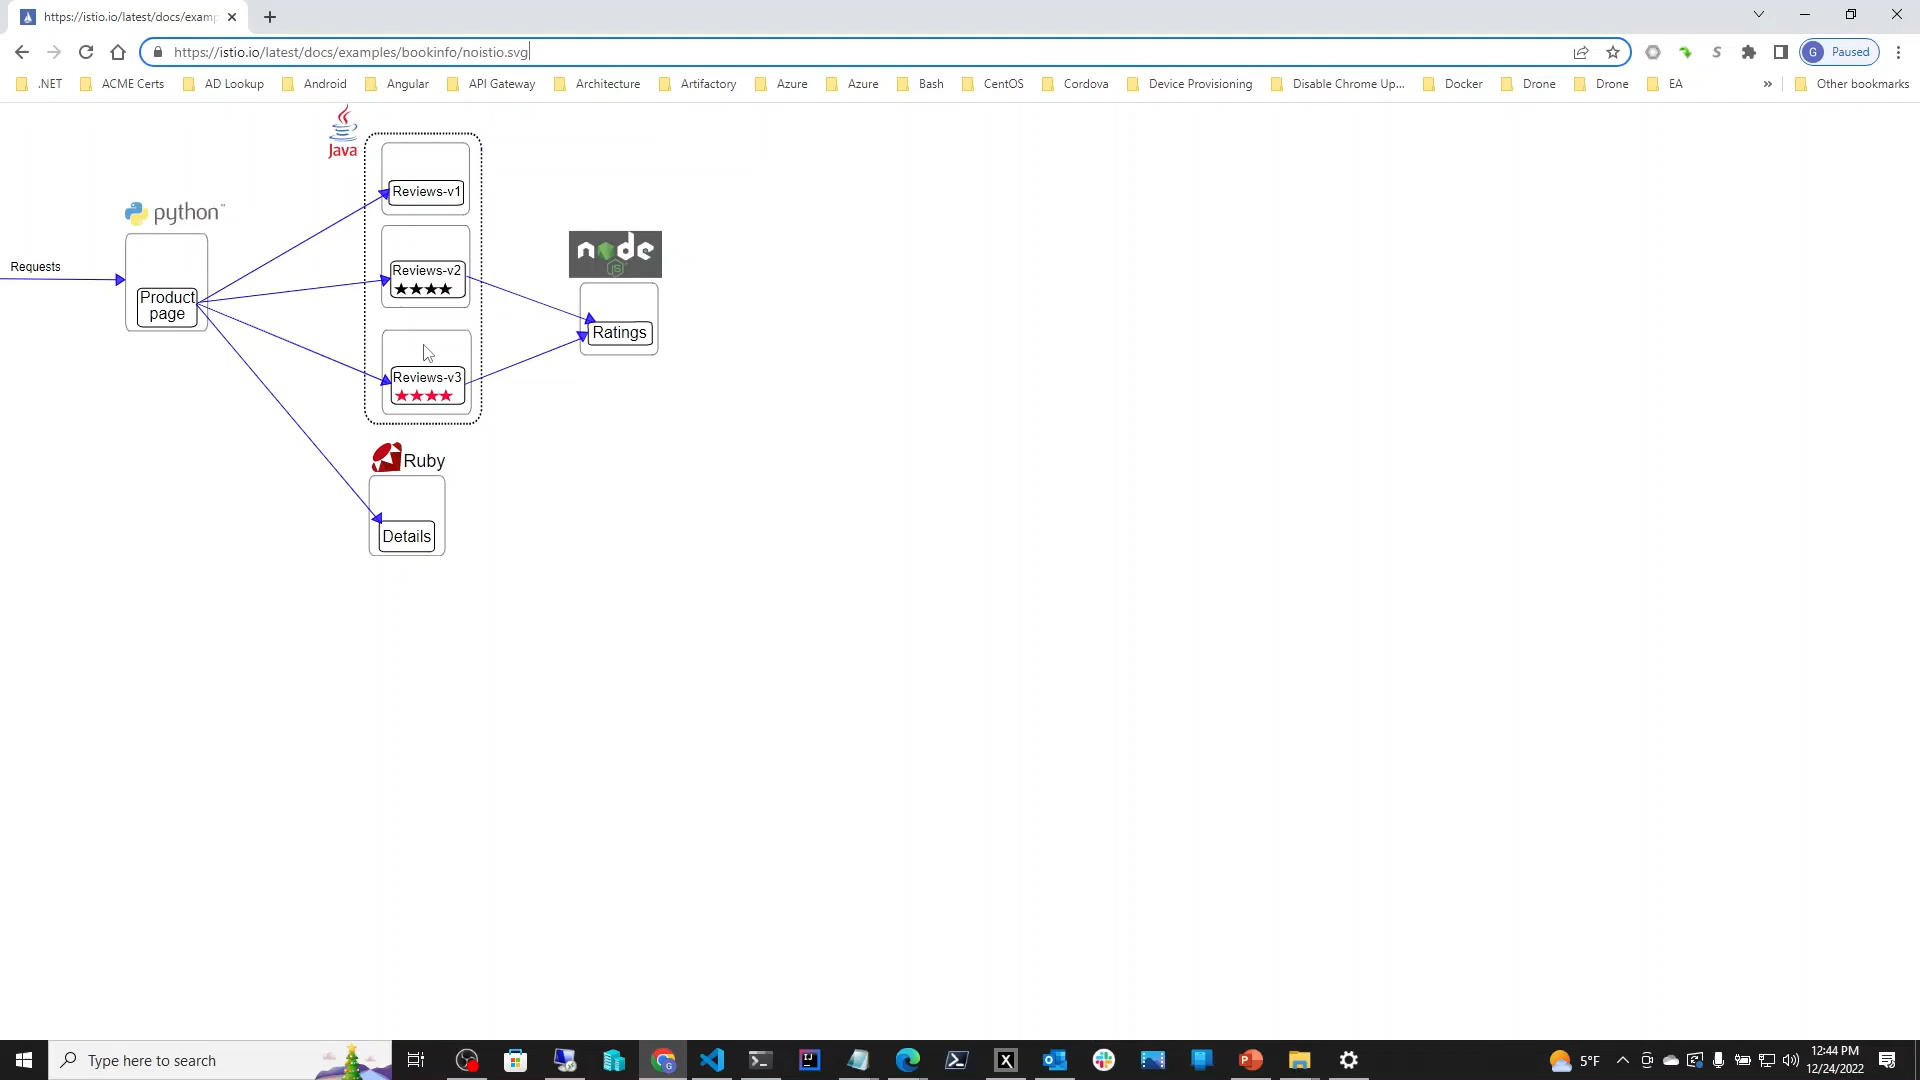 https://istio.io/latest/docs/examp
https://istio.io/latest/docs/examples/bookinfo/noistio.svg
S
G Paused
.NET
ACME Certs
AD Lookup
Android
Angular
API Gateway
Architecture
Artifactory
Azure
Azure
Bash
CentOS
Cordova
Device Provisioning
Disable Chrome Up...
Docker
Drone
Drone
EA
»
Other bookmarks
Java
Reviews-v1
python™
Requests
Product
page
Reviews-v2
★★★★
node
JS
Ratings
Reviews-v3
★★★★
Ruby
Details
Type here to search
5°F
12:44 PM
12/24/2022